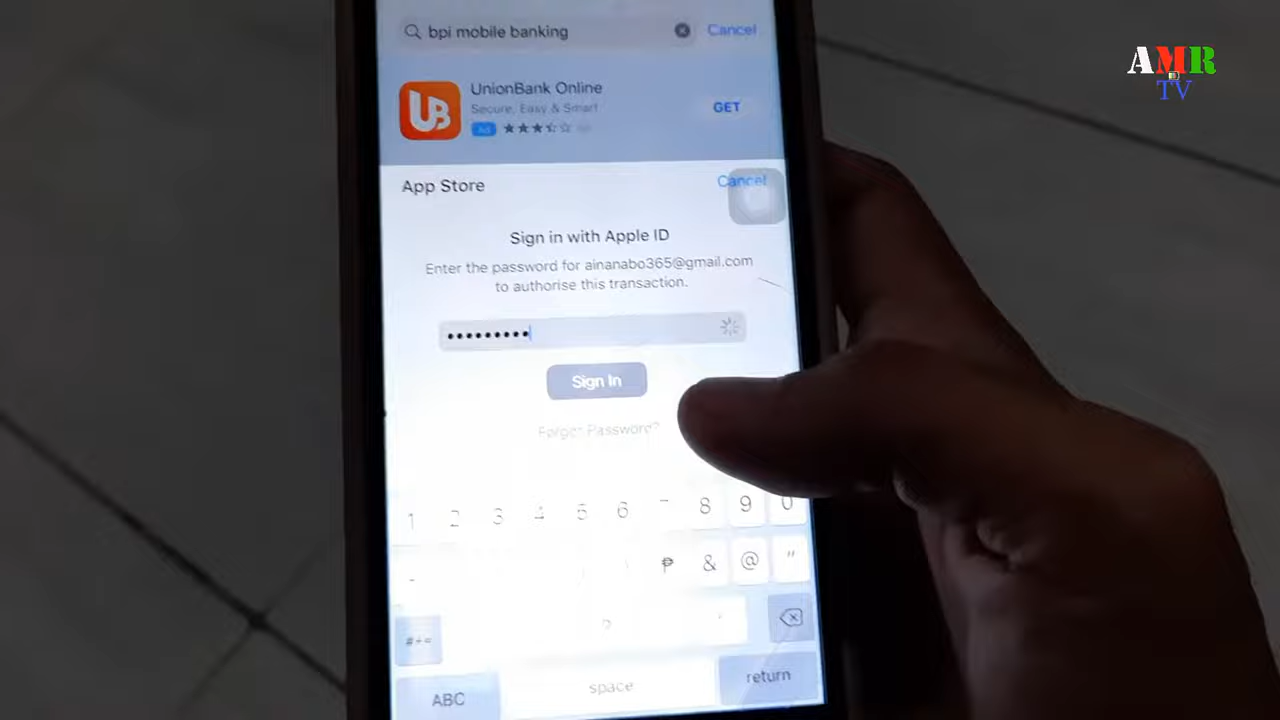 bpi mobile banking
Cancel
AMR
TV
UB
UnionBank Online
Secure, Easy & Smart
GET
Ad
App Store
Cancel
Sign in with Apple ID
Enter the password for ainanabo365@gmail.com
to authorise this transaction.
•••••••••
Sign In
Forgot Password?
1 2 3 4 5 6 8 9 0
- ₱ & @ "
#+=
ABC space return